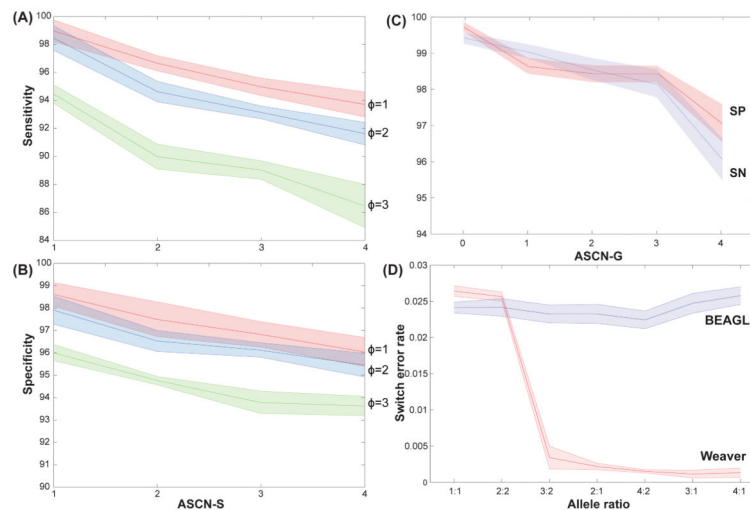 (A)
Sensitivity
100
98
96
94
92
90
88
86
84
1
2
3
4
ϕ=1
ϕ=2
ϕ=3
(B)
Specificity
100
99
98
97
96
95
94
93
92
91
90
1
2
3
4
ASCN-S
ϕ=1
ϕ=2
ϕ=3
(C)
100
99
98
97
96
95
94
0
1
2
3
4
ASCN-G
SP
SN
(D)
Switch error rate
0.03
0.025
0.02
0.015
0.01
0.005
0
1:1
2:2
3:2
2:1
4:2
3:1
4:1
Allele ratio
BEAGL
Weaver